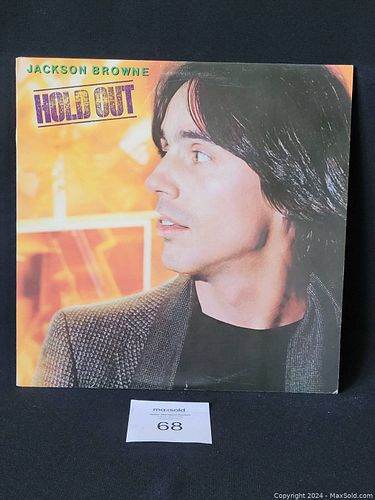 JACKSON BROWNE
HOLD OUT
maxsold
68
Copyright © 2024 - MaxSold.com